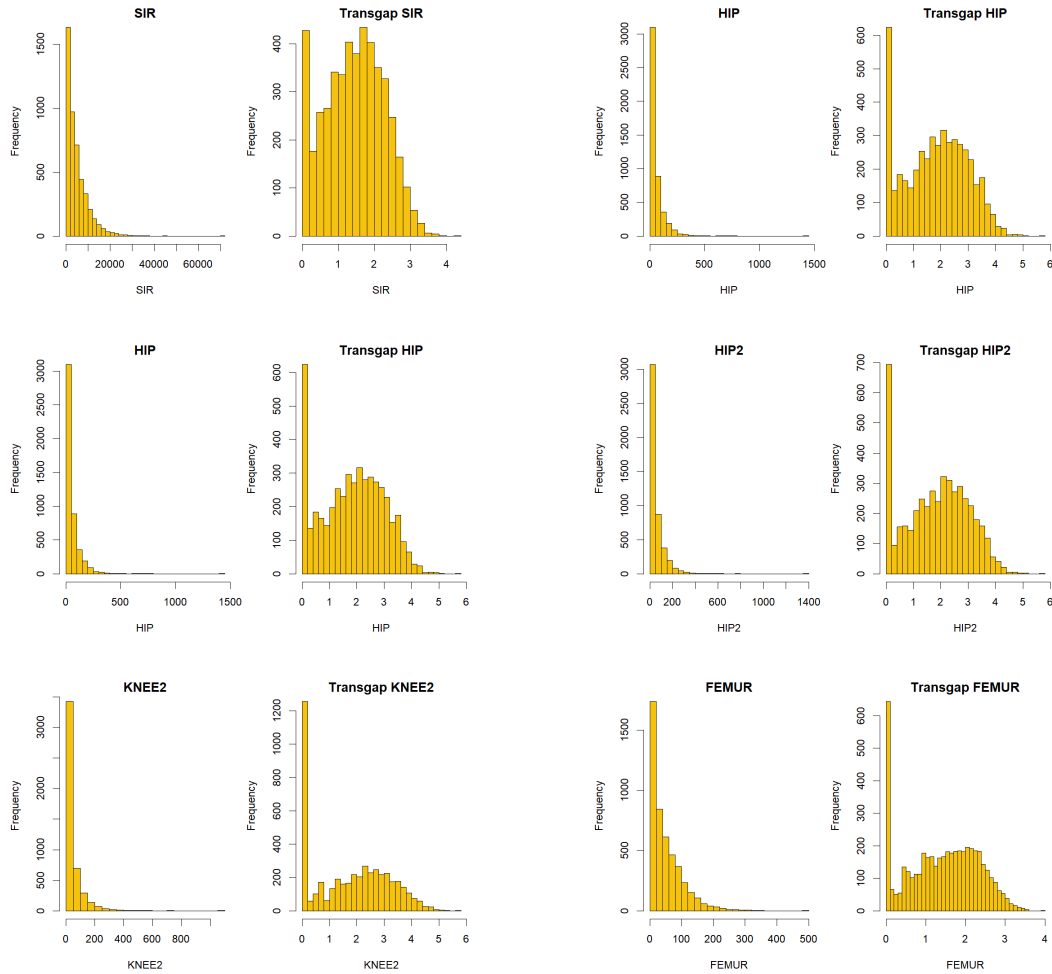 SIR
Frequency
0 500 1000 1500
0 20000 40000 60000
SIR
Transgap SIR
Frequency
0 100 200 300 400
0 1 2 3 4
SIR
HIP
Frequency
0 500 1000 1500 2000 2500 3000
0 500 1000 1500
HIP
Transgap HIP
Frequency
0 100 200 300 400 500 600
0 1 2 3 4 5 6
HIP
HIP
Frequency
0 500 1000 1500 2000 2500 3000
0 500 1000 1500
HIP
Transgap HIP
Frequency
0 100 200 300 400 500 600
0 1 2 3 4 5 6
HIP
HIP2
Frequency
0 500 1000 1500 2000 2500 3000
0 200 600 1000 1400
HIP2
Transgap HIP2
Frequency
0 100 200 300 400 500 600 700
0 1 2 3 4 5 6
HIP2
KNEE2
Frequency
0 500 1000 2000 3000
0 200 400 600 800
KNEE2
Transgap KNEE2
Frequency
0 200 400 600 800 1000 1200
0 1 2 3 4 5 6
KNEE2
FEMUR
Frequency
0 500 1000 1500
0 100 200 300 400 500
FEMUR
Transgap FEMUR
Frequency
0 100 200 300 400 500 600
0 1 2 3 4
FEMUR